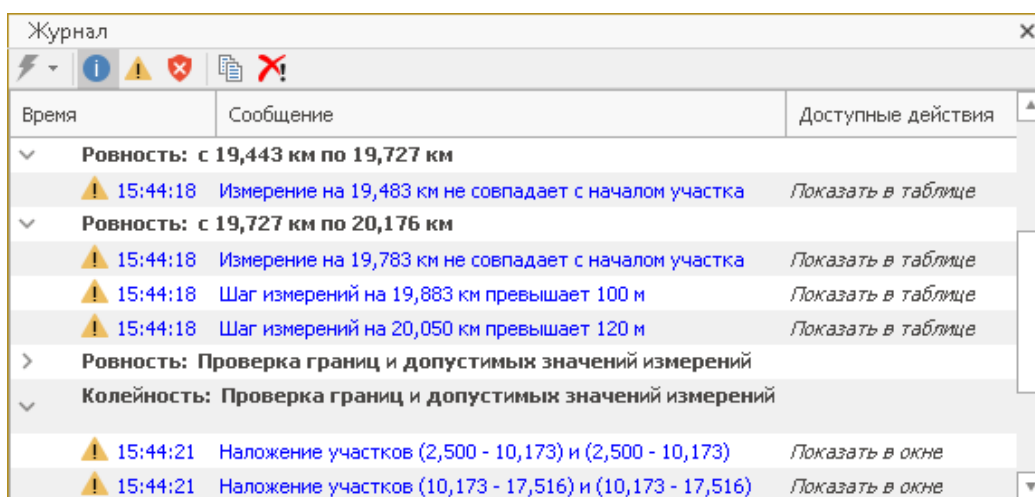 Журнал
Время Сообщение Доступные действия
Ровность: с 19,443 км по 19,727 км
15:44:18 Измерение на 19,483 км не совпадает с началом участка Показать в таблице
Ровность: с 19,727 км по 20,176 км
15:44:18 Измерение на 19,783 км не совпадает с началом участка Показать в таблице
15:44:18 Шаг измерений на 19,883 км превышает 100 м Показать в таблице
15:44:18 Шаг измерений на 20,050 км превышает 120 м Показать в таблице
Ровность: Проверка границ и допустимых значений измерений
Колейность: Проверка границ и допустимых значений измерений
15:44:21 Наложение участков (2,500 - 10,173) и (2,500 - 10,173) Показать в окне
15:44:21 Наложение участков (10,173 - 17,516) и (10,173 - 17,516) Показать в окне